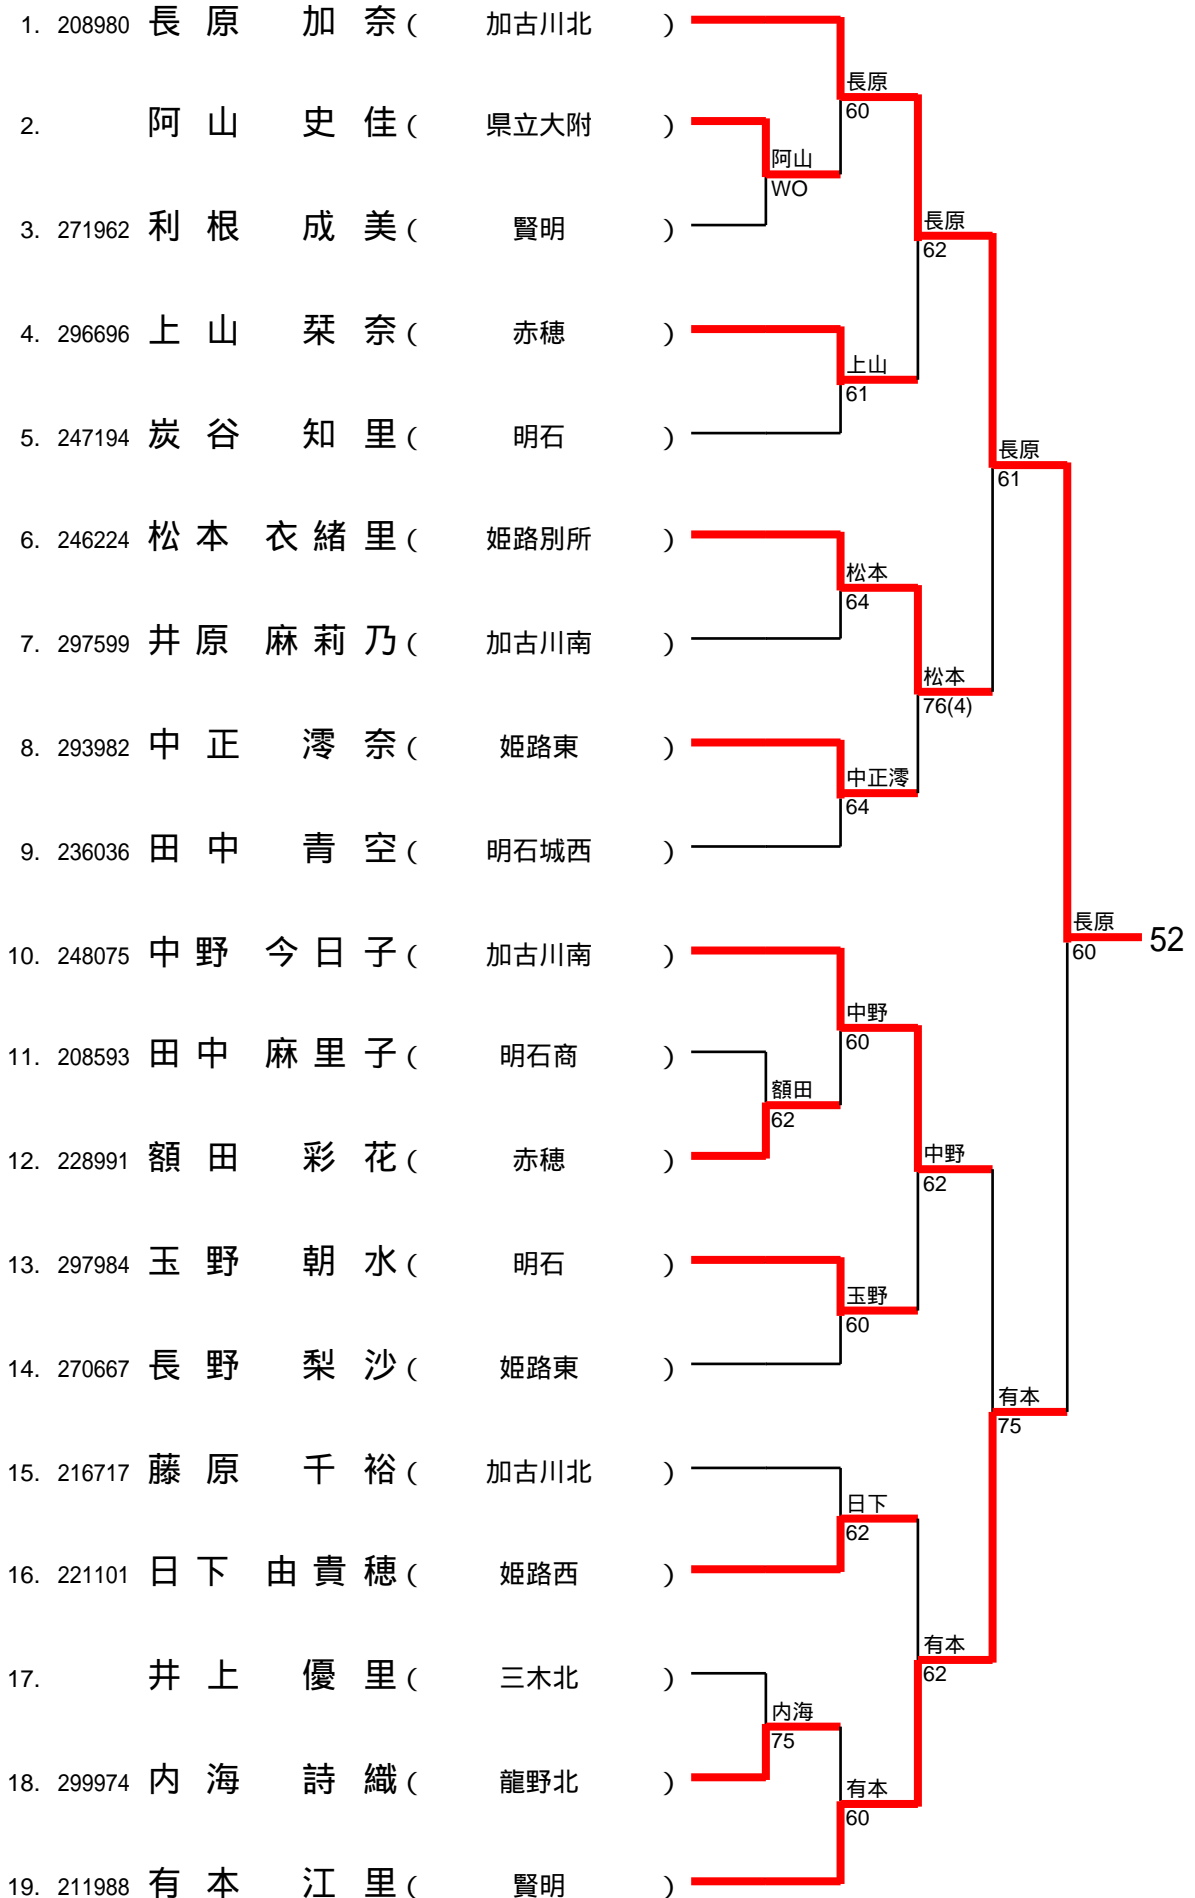 1. 208980 長原 加奈 ( 加古川北 )
長原
60
2. 阿山 史佳 ( 県立大附 )
阿山
WO
3. 271962 利根 成美 ( 賢明 )
長原
62
4. 296696 上山 栞奈 ( 赤穂 )
上山
61
5. 247194 炭谷 知里 ( 明石 )
長原
61
6. 246224 松本 衣緒里 ( 姫路別所 )
松本
64
7. 297599 井原 麻莉乃 ( 加古川南 )
松本
76(4)
8. 293982 中正 澪奈 ( 姫路東 )
中正澪
64
9. 236036 田中 青空 ( 明石城西 )
長原
60
52
10. 248075 中野 今日子 ( 加古川南 )
中野
60
11. 208593 田中 麻里子 ( 明石商 )
額田
62
12. 228991 額田 彩花 ( 赤穂 )
中野
62
13. 297984 玉野 朝水 ( 明石 )
玉野
60
14. 270667 長野 梨沙 ( 姫路東 )
有本
75
15. 216717 藤原 千裕 ( 加古川北 )
日下
62
16. 221101 日下 由貴穂 ( 姫路西 )
有本
62
17. 井上 優里 ( 三木北 )
内海
75
18. 299974 内海 詩織 ( 龍野北 )
有本
60
19. 211988 有本 江里 ( 賢明 )